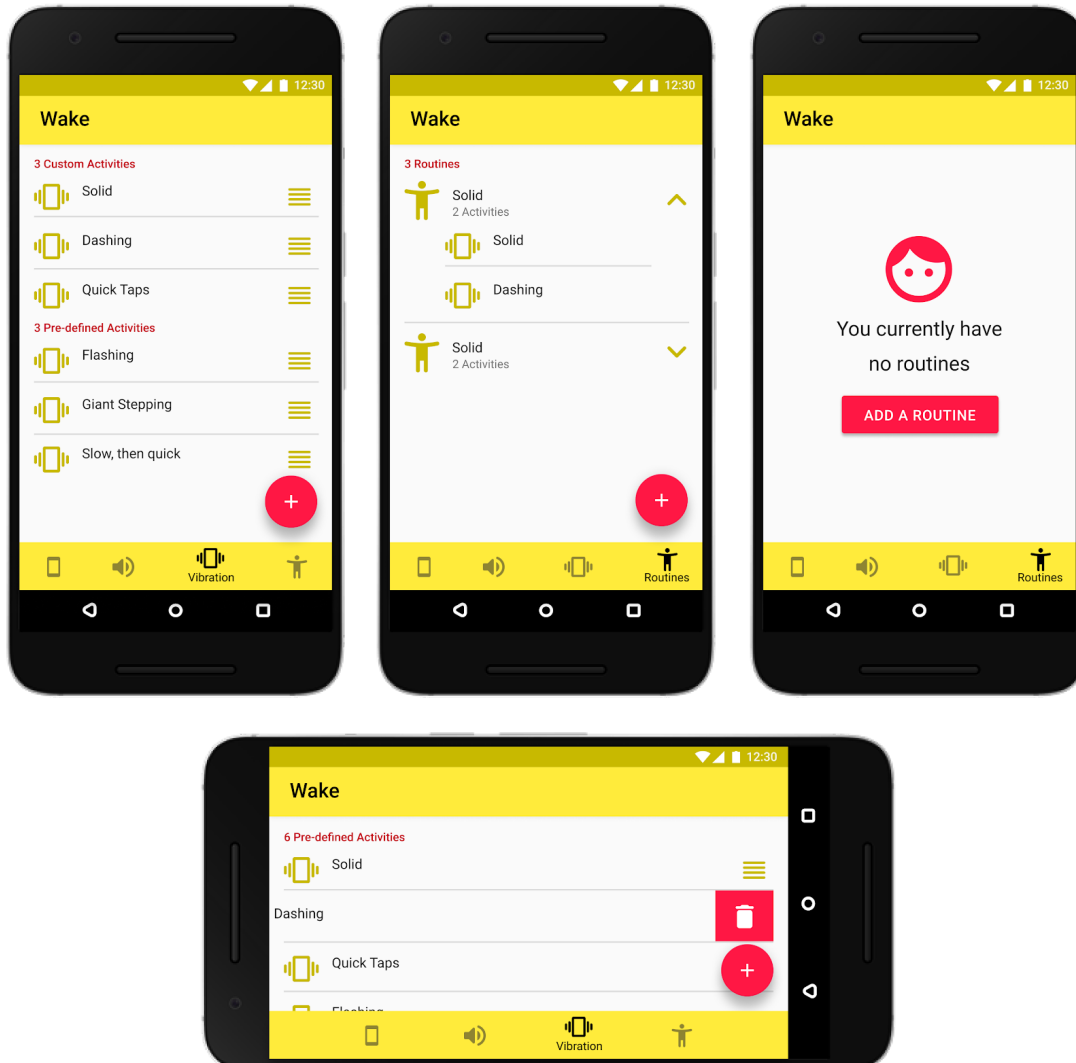 12:30
Wake
3 Custom Activities
Solid
Dashing
Quick Taps
3 Pre-defined Activities
Flashing
Giant Stepping
Slow, then quick
+
Vibration
12:30
Wake
3 Routines
Solid
2 Activities
Solid
Dashing
Solid
2 Activities
+
Routines
12:30
Wake
You currently have
no routines
ADD A ROUTINE
Routines
12:30
Wake
6 Pre-defined Activities
Solid
Dashing
Quick Taps
+
Flashing
Vibration